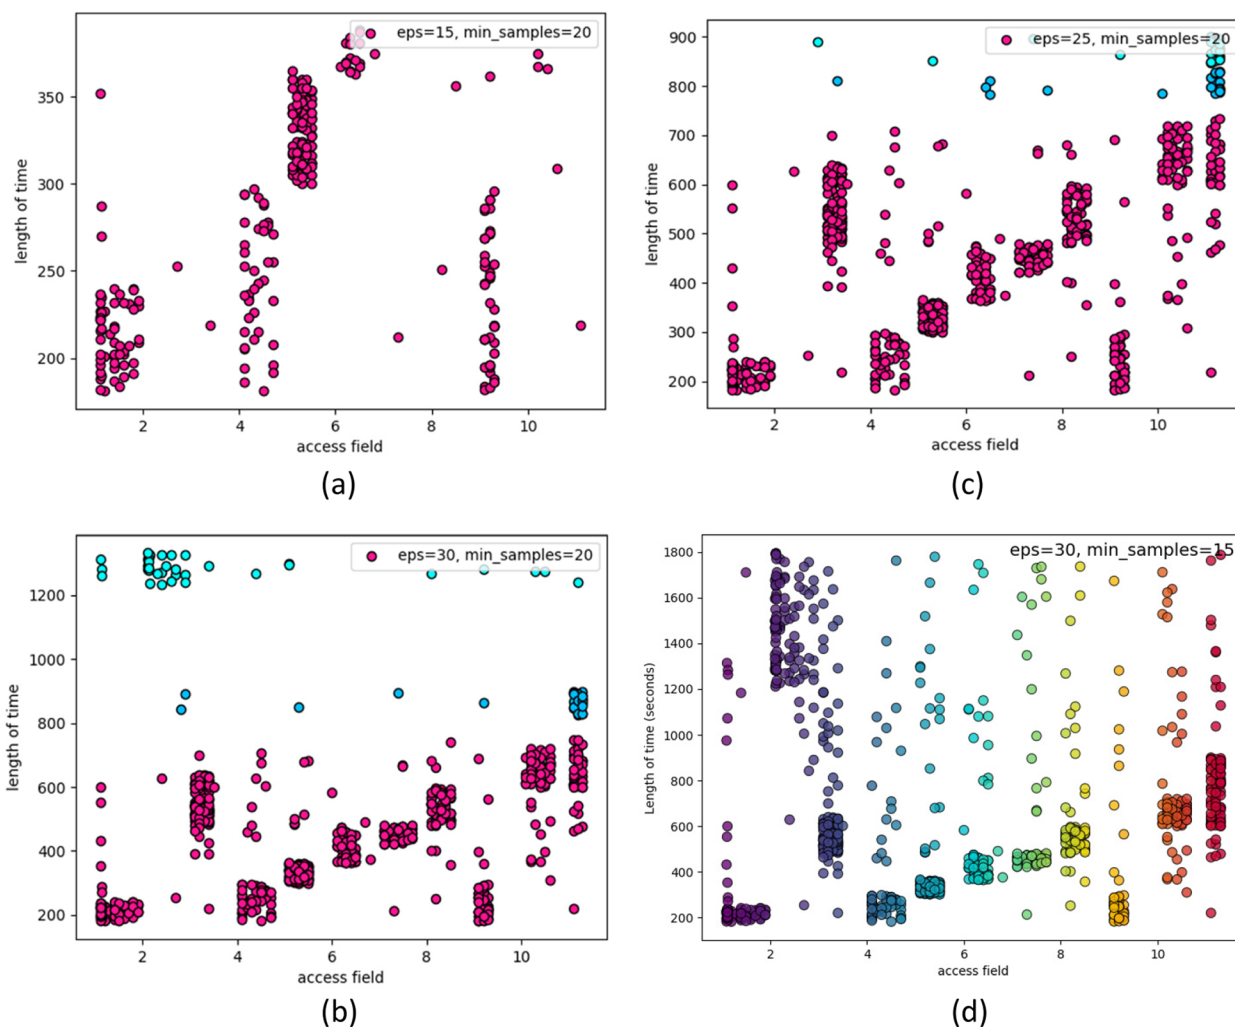 eps=15, min_samples=20
350
300
250
200
length of time
2 4 6 8 10
access field
(a)
eps=25, min_samples=20
900
800
700
600
500
400
300
200
length of time
2 4 6 8 10
access field
(c)
eps=30, min_samples=20
1200
1000
800
600
400
200
length of time
2 4 6 8 10
access field
(b)
eps=30, min_samples=15
1800
1600
1400
1200
1000
800
600
400
200
Length of time (seconds)
2 4 6 8 10
access field
(d)